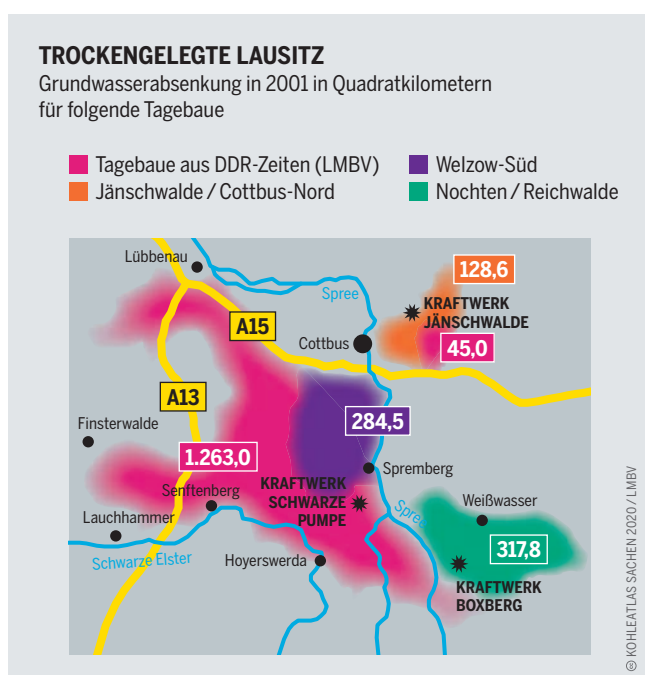 TROCKENGELEGTE LAUSITZ
Grundwasserabsenkung in 2001 in Quadratkilometern
für folgende Tagebaue
Tagebaue aus DDR-Zeiten (LMBV)
Welzow-Süd
Jänschwalde / Cottbus-Nord
Nochten / Reichwalde
Lübbenau
128,6
Spree
KRAFTWERK
JÄNSCHWALDE
A15
Cottbus
45,0
A13
Finsterwalde
284,5
1.263,0
Spremberg
KRAFTWERK
SCHWARZE
PUMPE
Senftenberg
Weißwasser
Lauchhammer
Spree
317,8
Schwarze Elster
Hoyerswerda
KRAFTWERK
BOXBERG
© KOHLEATLAS SACHEN 2020 / LMBV